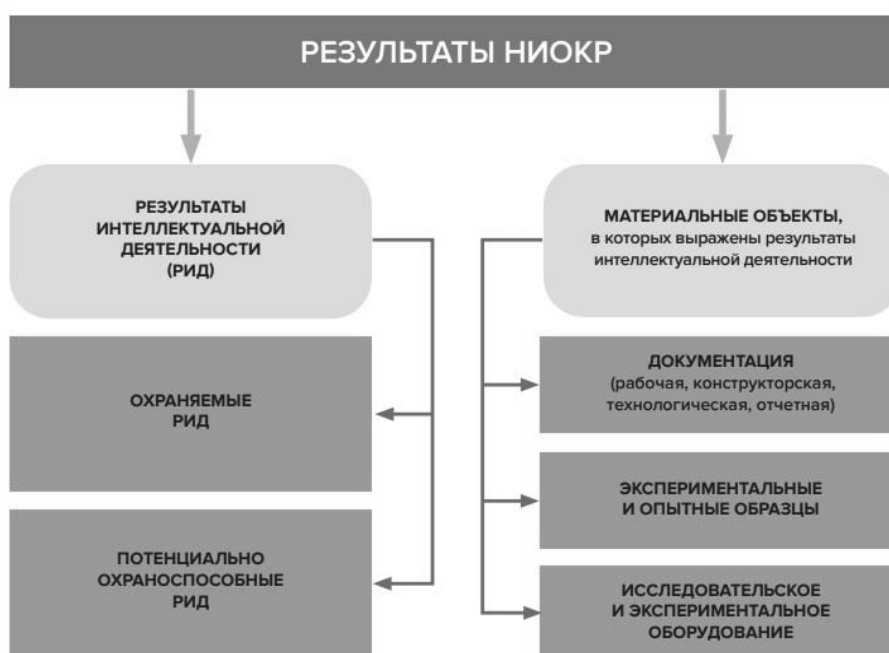 РЕЗУЛЬТАТЫ НИОКР
РЕЗУЛЬТАТЫ
ИНТЕЛЛЕКТУАЛЬНОЙ
ДЕЯТЕЛЬНОСТИ
(РИД)
ОХРАНЯЕМЫЕ
РИД
ПОТЕНЦИАЛЬНО
ОХРАНОСПОСОБНЫЕ
РИД
МАТЕРИАЛЬНЫЕ ОБЪЕКТЫ,
в которых выражены результаты
интеллектуальной деятельности
ДОКУМЕНТАЦИЯ
(рабочая, конструкторская,
технологическая, отчетная)
ЭКСПЕРИМЕНТАЛЬНЫЕ
И ОПЫТНЫЕ ОБРАЗЦЫ
ИССЛЕДОВАТЕЛЬСКОЕ
И ЭКСПЕРИМЕНТАЛЬНОЕ
ОБОРУДОВАНИЕ